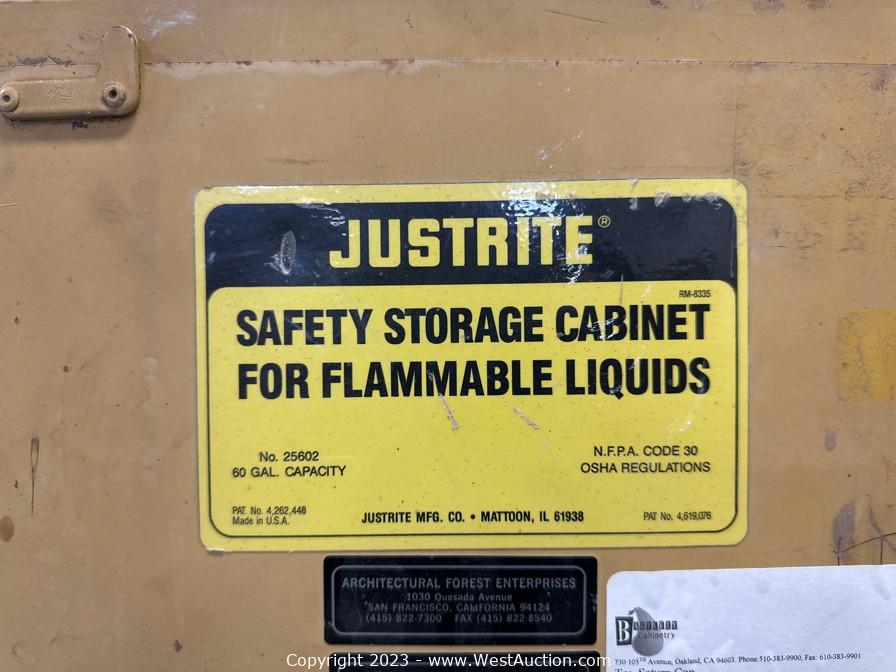 JUSTRITE®
RM-8335
SAFETY STORAGE CABINET
FOR FLAMMABLE LIQUIDS
No. 25602
60 GAL. CAPACITY
N.F.P.A. CODE 30
OSHA REGULATIONS
PAT. No. 4,262,448
Made in U.S.A.
JUSTRITE MFG. CO. • MATTOON, IL 61938
PAT No. 4,619,076
ARCHITECTURAL FOREST ENTERPRISES
1030 Quesada Avenue
SAN FRANCISCO, CALIFORNIA 94124
(415) 822-7300 FAX (415) 822-8540
Cabinetry
730 105TH Avenue, Oakland, CA 94603. Phone:510-383-9900, Fax: 610-383-9901
Copyright 2023 - www.WestAuction.com